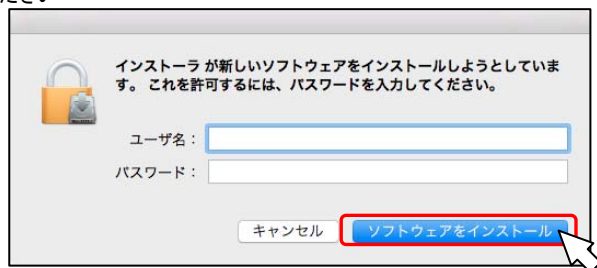 ださい
インストーラ が新しいソフトウェアをインストールしようとしていま
す。 これを許可するには、パスワードを入力してください。
ユーザ名：
パスワード：
キャンセル
ソフトウェアをインストール